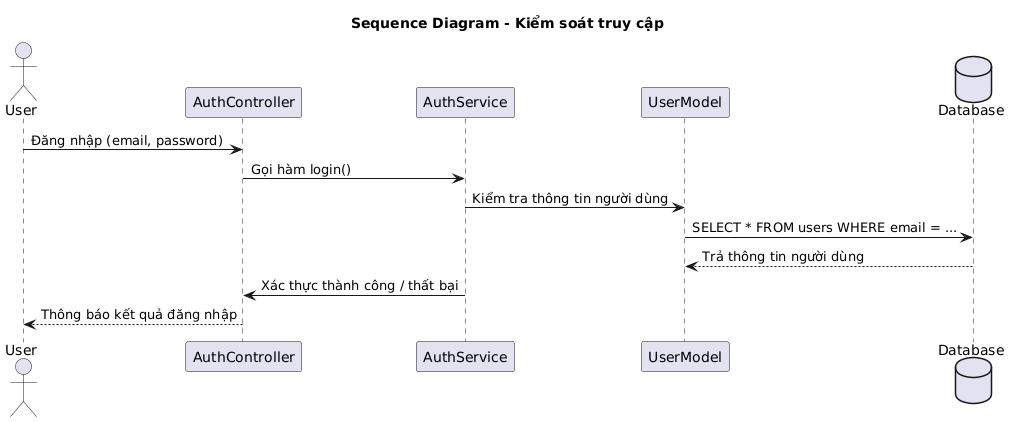 Sequence Diagram - Kiểm soát truy cập
User
AuthController
AuthService
UserModel
Database
Đăng nhập (email, password)
Gọi hàm login()
Kiểm tra thông tin người dùng
SELECT * FROM users WHERE email = ...
Trả thông tin người dùng
Xác thực thành công / thất bại
Thông báo kết quả đăng nhập
User
AuthController
AuthService
UserModel
Database